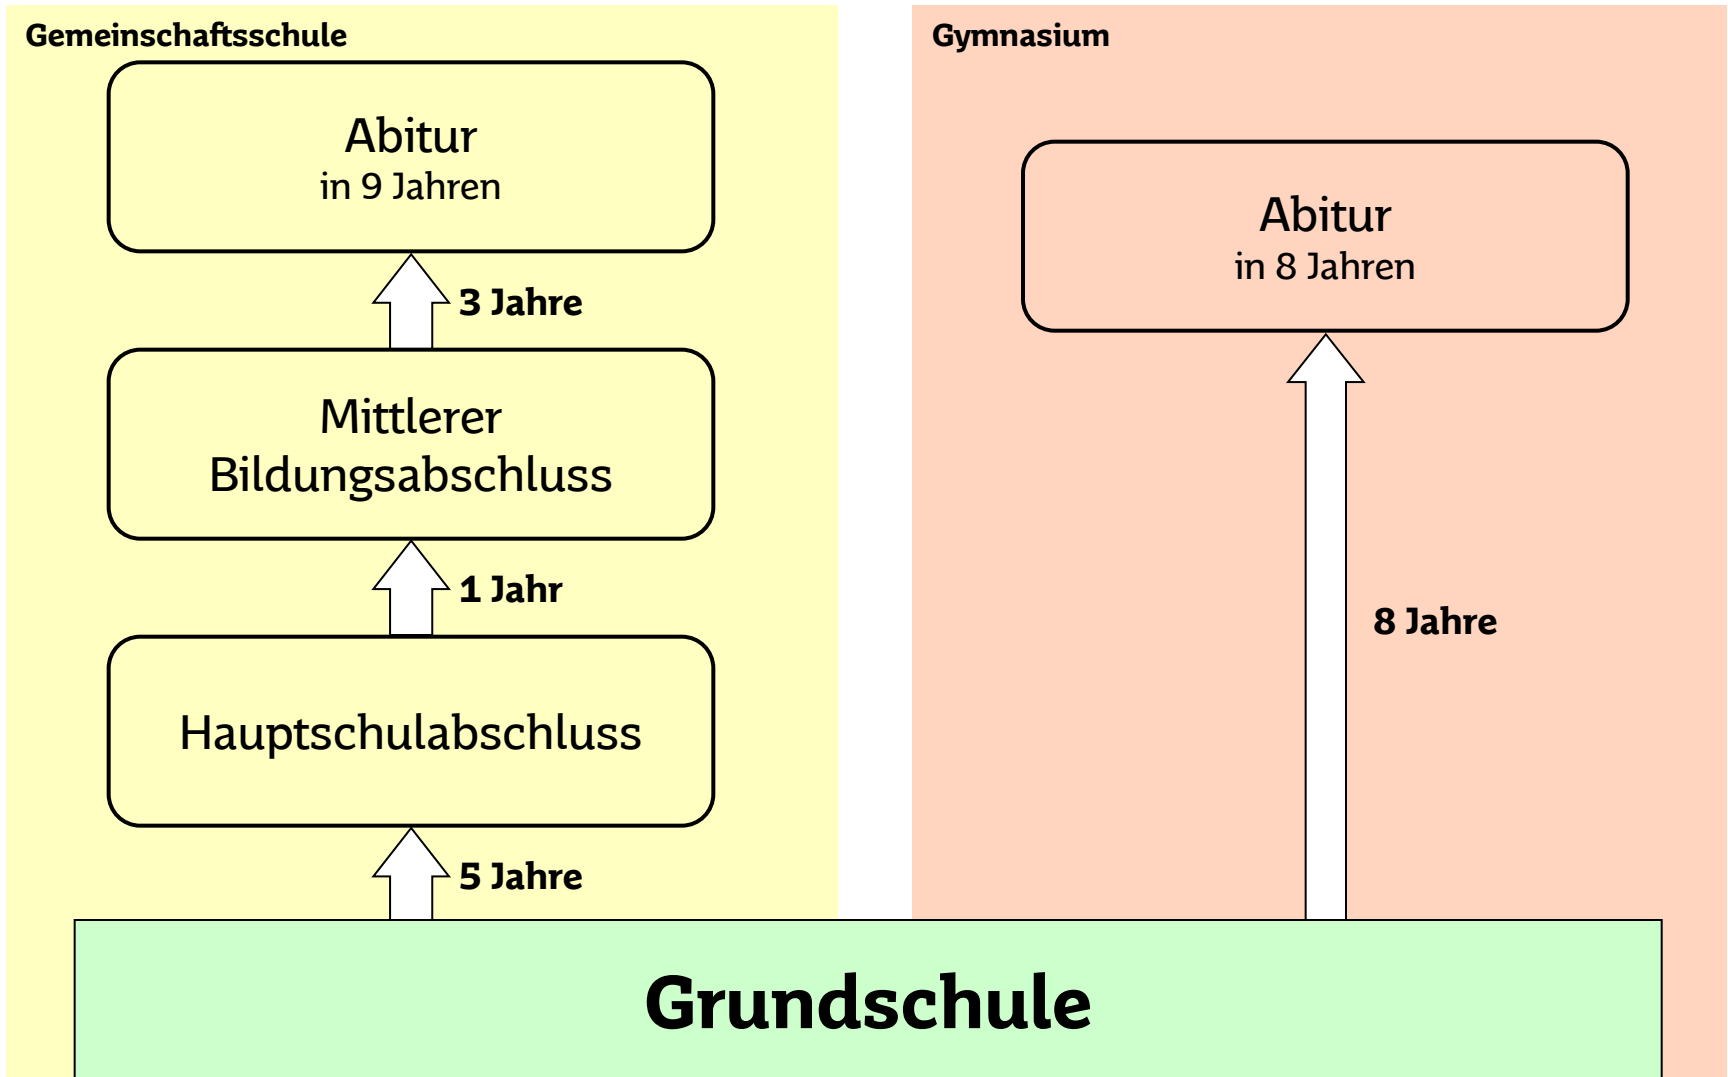 Gemeinschaftsschule
Abitur
in 9 Jahren
3 Jahre
Mittlerer
Bildungsabschluss
1 Jahr
Hauptschulabschluss
5 Jahre
Gymnasium
Abitur
in 8 Jahren
8 Jahre
Grundschule